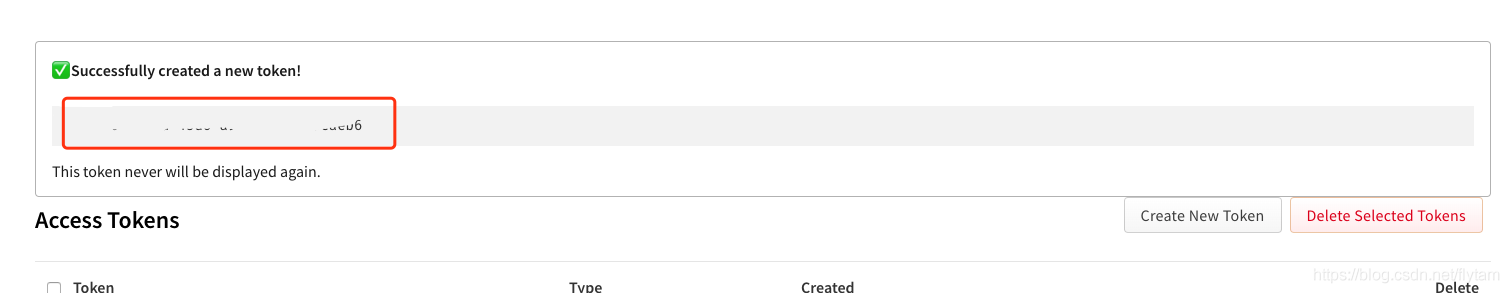 ✅Successfully created a new token!
This token never will be displayed again.
Access Tokens
Create New Token
Delete Selected Tokens
Token
Type
Created
Delete
https://blog.csdn.net/flytam